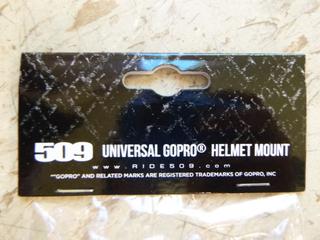 509 UNIVERSAL GOPRO® HELMET MOUNT
www.RIDE509.com
"GOPRO" AND RELATED MARKS ARE REGISTERED TRADEMARKS OF GOPRO, INC